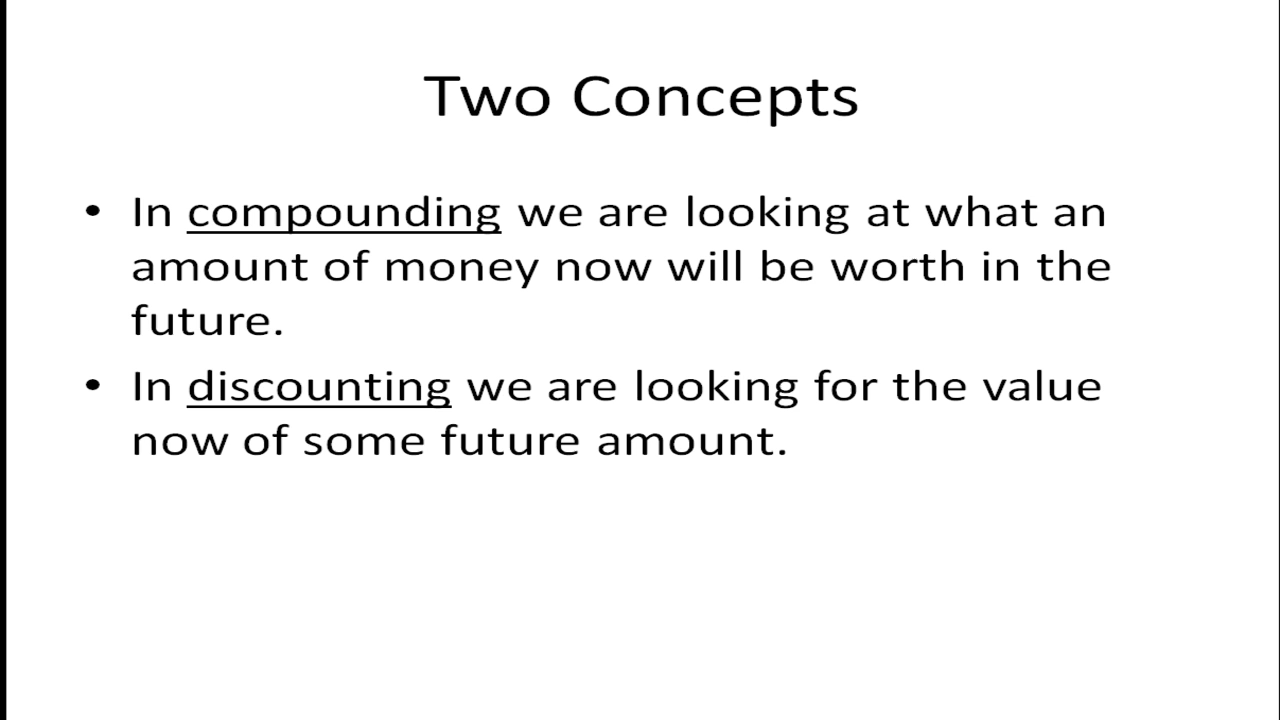 Two Concepts
• In compounding we are looking at what an
amount of money now will be worth in the
future.
• In discounting we are looking for the value
now of some future amount.